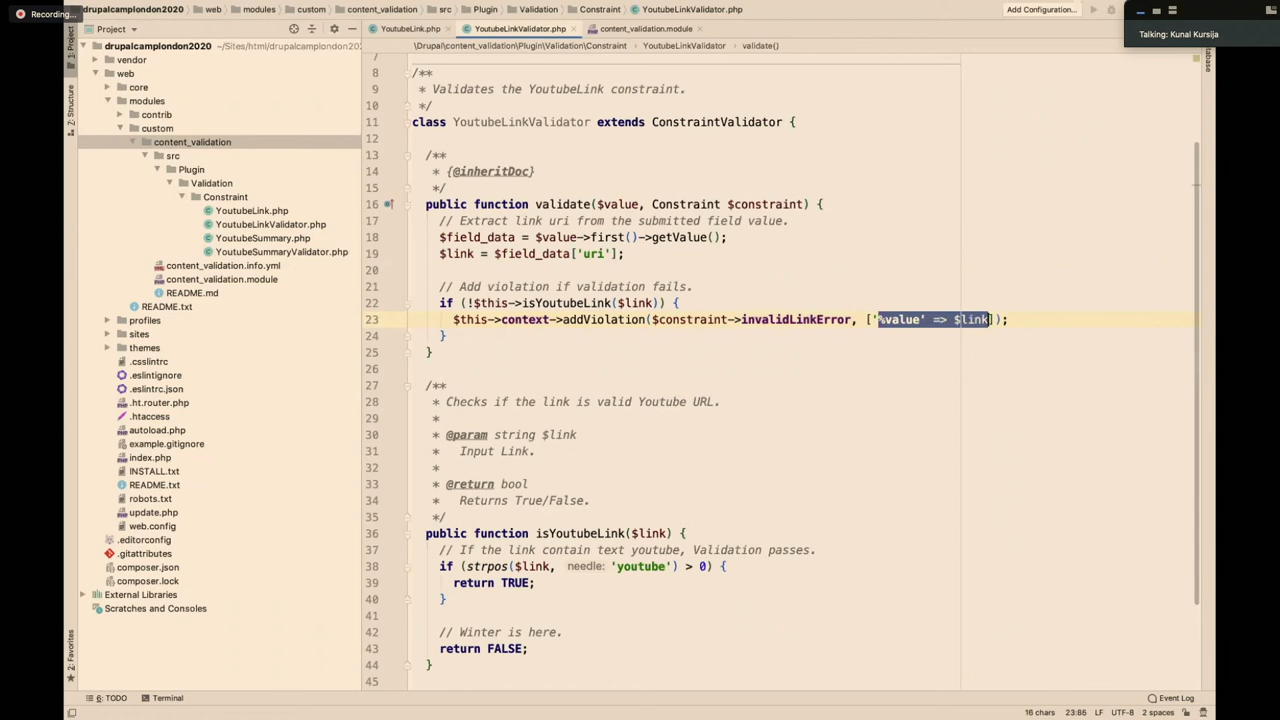 Recording...
drupalcamplondon2020 web modules custom content_validation src Plugin Validation Constraint YoutubeLinkValidator.php
Add Configuration...
Talking: Kunal Kursija
Project
YoutubeLink.php YoutubeLinkValidator.php content_validation.module
\Drupal\content_validation\Plugin\Validation\Constraint YoutubeLinkValidator validate()
1: Project
7: Structure
2: Favorites
drupalcamplondon2020 ~/Sites/html/drupalcamplondon202
vendor
web
core
modules
contrib
custom
content_validation
src
Plugin
Validation
Constraint
YoutubeLink.php
YoutubeLinkValidator.php
YoutubeSummary.php
YoutubeSummaryValidator.php
content_validation.info.yml
content_validation.module
README.md
README.txt
profiles
sites
themes
.csslintrc
.eslintignore
.eslintrc.json
.ht.router.php
.htaccess
autoload.php
example.gitignore
index.php
INSTALL.txt
README.txt
robots.txt
update.php
web.config
.editorconfig
.gitattributes
composer.json
composer.lock
External Libraries
Scratches and Consoles
7
8 /**
9 * Validates the YoutubeLink constraint.
10 */
11 class YoutubeLinkValidator extends ConstraintValidator {
12
13 /**
14 * {@inheritDoc}
15 */
16 public function validate($value, Constraint $constraint) {
17 // Extract link uri from the submitted field value.
18 $field_data = $value->first()->getValue();
19 $link = $field_data['uri'];
20
21 // Add violation if validation fails.
22 if (!$this->isYoutubeLink($link)) {
23 $this->context->addViolation($constraint->invalidLinkError, ['%value' => $link]);
24 }
25 }
26
27 /**
28 * Checks if the link is valid Youtube URL.
29 *
30 * @param string $link
31 * Input Link.
32 *
33 * @return bool
34 * Returns True/False.
35 */
36 public function isYoutubeLink($link) {
37 // If the link contain text youtube, Validation passes.
38 if (strpos($link, needle: 'youtube') > 0) {
39 return TRUE;
40 }
41
42 // Winter is here.
43 return FALSE;
44 }
45
6: TODO Terminal Event Log
16 chars 23:86 LF UTF-8 2 spaces